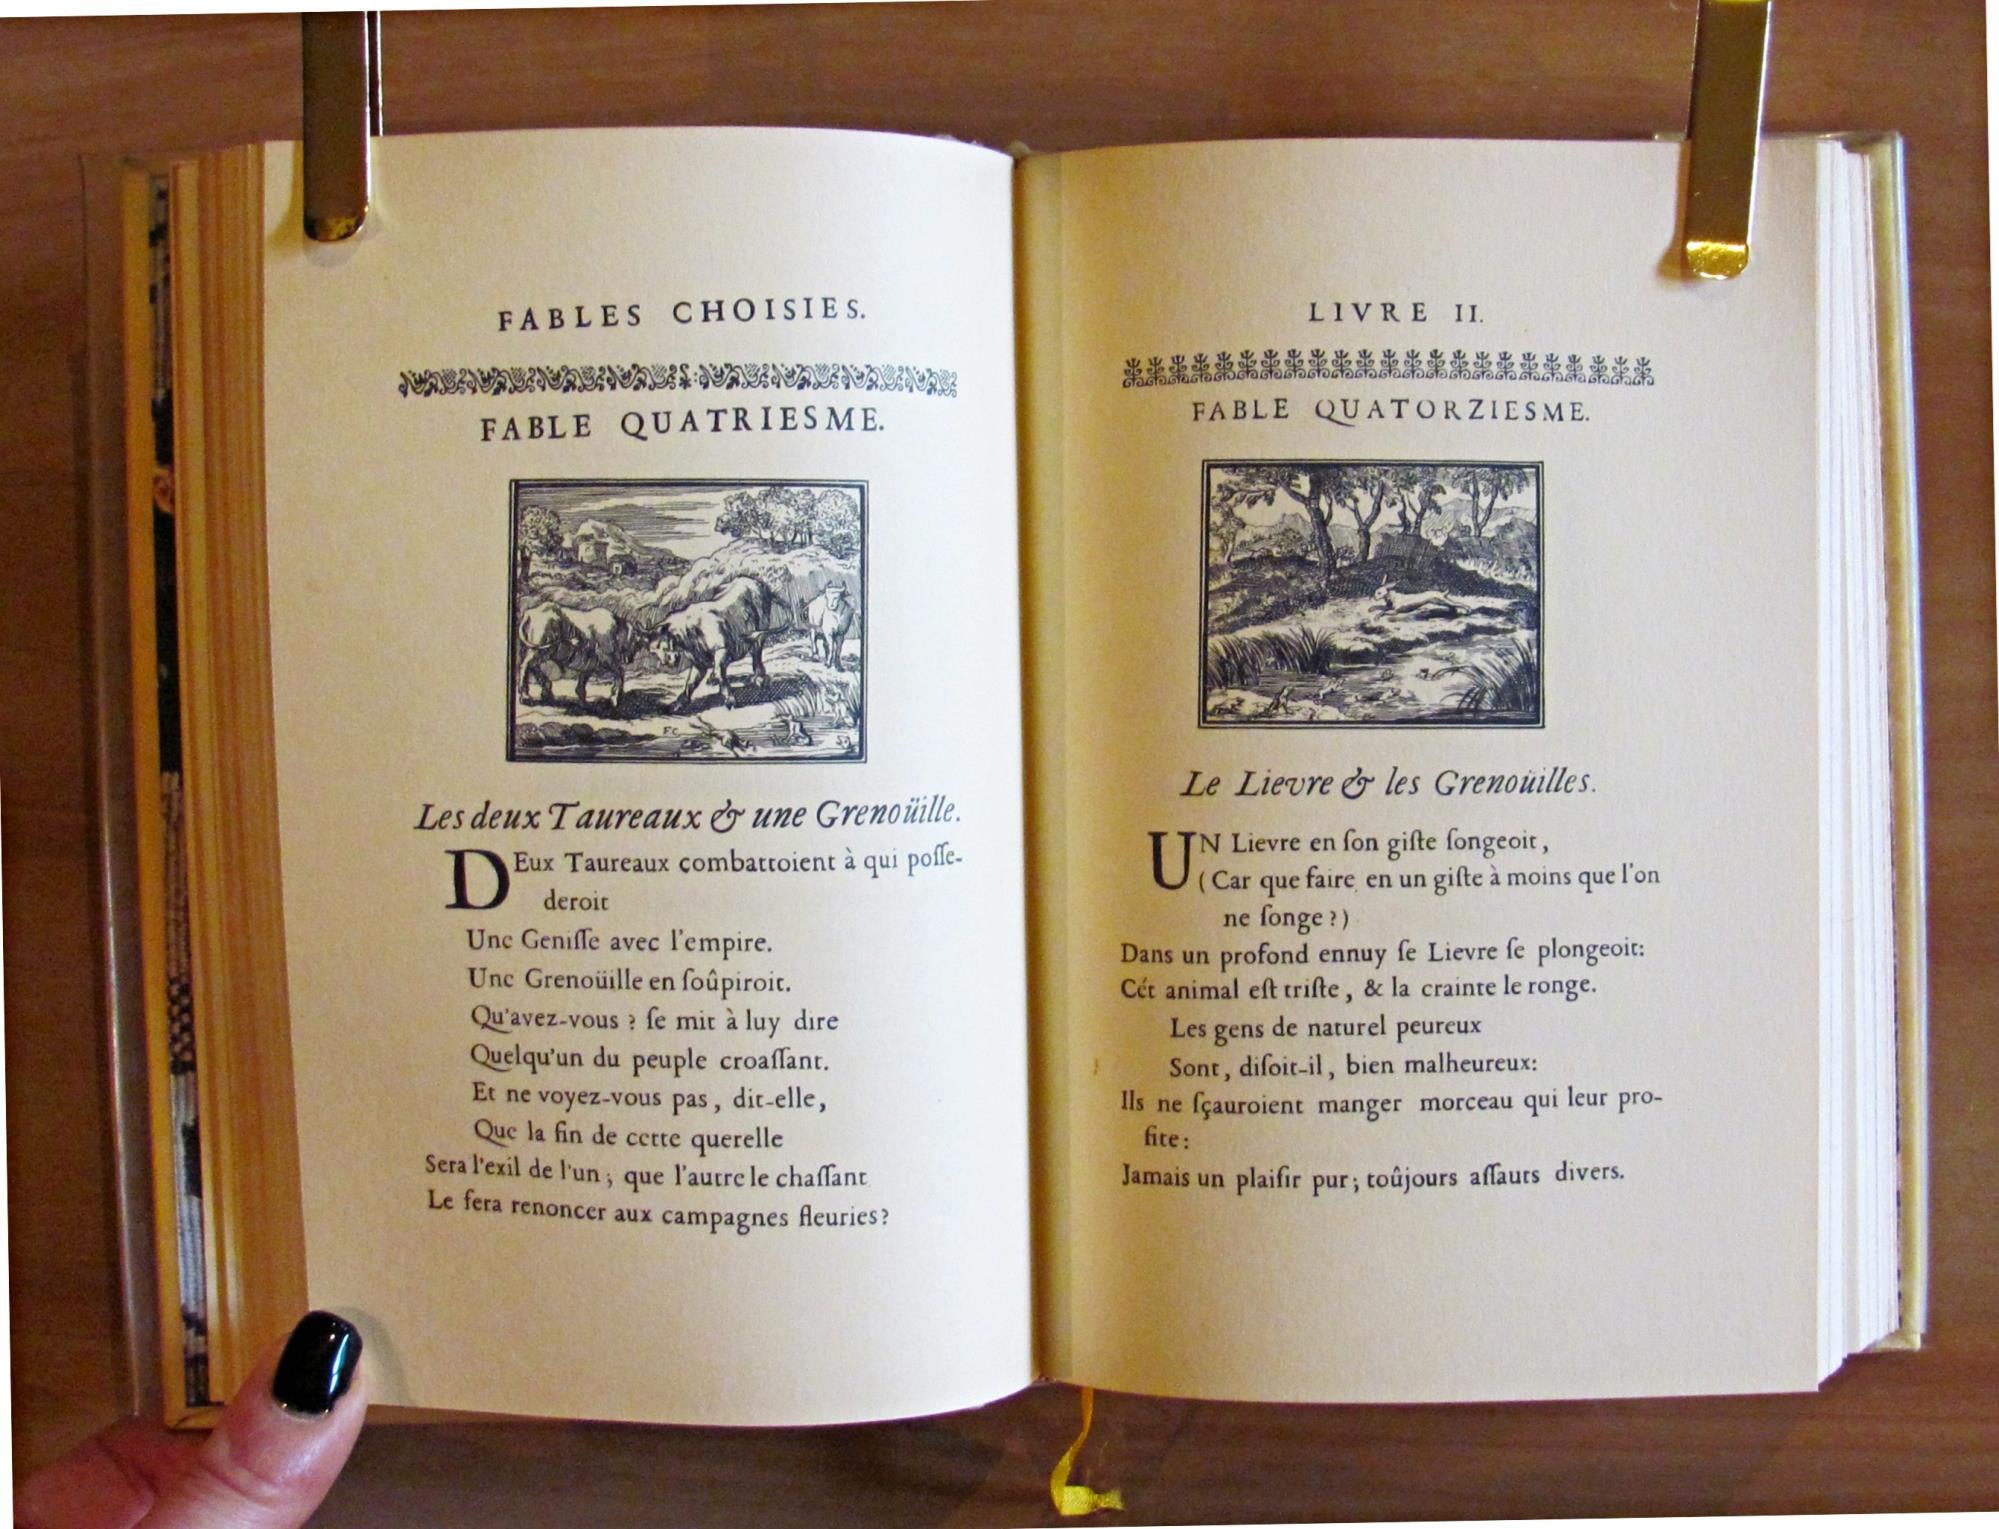 FABLES CHOISIES.
FABLE QUATRIESME.
F.C.
Les deux Taureaux & une Grenoüille.
DEux Taureaux combattoient à qui poſſe-
deroit
Une Geniſſe avec l'empire.
Une Grenoüille en ſoûpiroit.
Qu'avez-vous ? ſe mit à luy dire
Quelqu'un du peuple croaſſant.
Et ne voyez-vous pas, dit-elle,
Que la fin de cette querelle
Sera l'exil de l'un ; que l'autre le chaſſant
Le fera renoncer aux campagnes fleuries?
LIVRE II.
FABLE QUATORZIESME.
Le Lievre & les Grenoüilles.
UN Lievre en ſon giſte ſongeoit,
( Car que faire en un giſte à moins que l'on
ne ſonge ? )
Dans un profond ennuy ſe Lievre ſe plongeoit:
Cét animal eſt triſte, & la crainte le ronge.
Les gens de naturel peureux
Sont, diſoit-il, bien malheureux:
Ils ne ſçauroient manger morceau qui leur pro-
fite :
Jamais un plaiſir pur ; toûjours aſſauts divers.